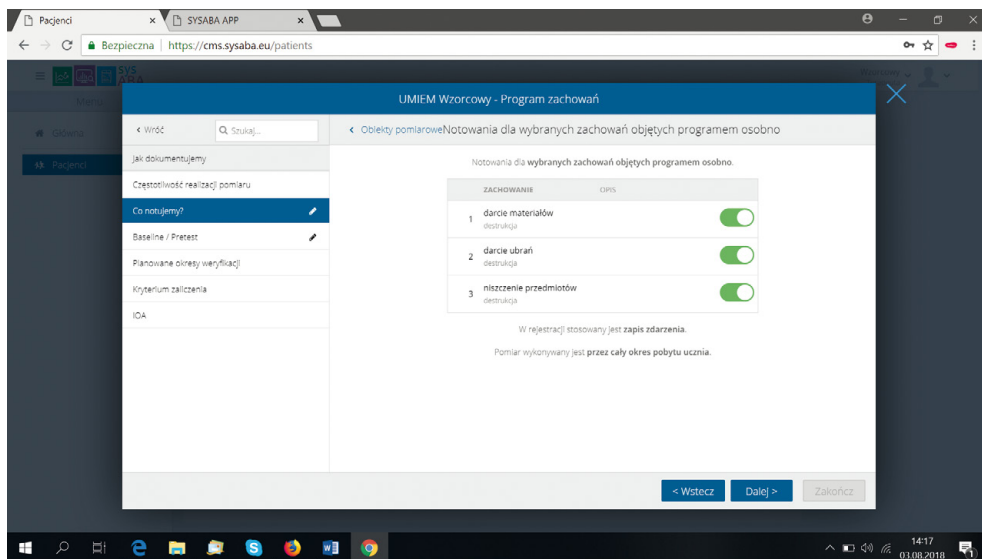 Pacjenci
SYSABA APP
Bezpieczna https://cms.sysaba.eu/patients
SYS
ABA
Menu
UMIEM Wzorcowy - Program zachowań
Główna
Pacjenci
< Wróć
Szukaj...
Jak dokumentujemy
Częstotliwość realizacji pomiaru
Co notujemy?
Baseline / Pretest
Planowane okresy weryfikacji
Kryterium zaliczenia
IOA
< Obiekty pomiarowe Notowania dla wybranych zachowań objętych programem osobno
Notowania dla wybranych zachowań objętych programem osobno.
ZACHOWANIE OPIS
1 darcie materiałów
destrukcja
2 darcie ubrań
destrukcja
3 niszczenie przedmiotów
destrukcja
W rejestracji stosowany jest zapis zdarzenia.
Pomiar wykonywany jest przez cały okres pobytu ucznia.
< Wstecz Dalej > Zakończ
14:17
03.08.2018